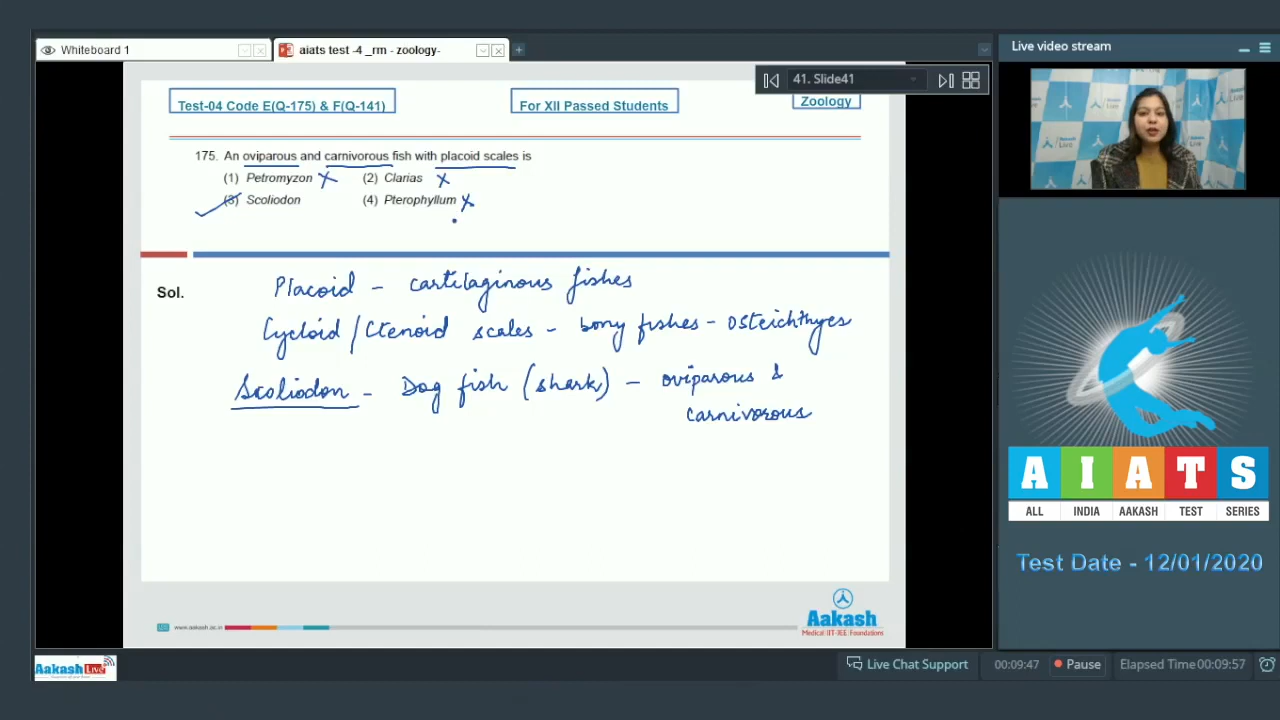 Whiteboard 1
aiats test -4 _rm - zoology-
Live video stream
41. Slide41
Test-04 Code E(Q-175) & F(Q-141)
For XII Passed Students
Zoology
175. An oviparous and carnivorous fish with placoid scales is
(1) Petromyzon (2) Clarias
(3) Scoliodon (4) Pterophyllum
Sol.
Placoid - cartilaginous fishes
Cycloid / Ctenoid scales - bony fishes - osteichthyes
Scoliodon - Dog fish (shark) - oviparous &
carnivorous
A I A T S
ALL INDIA AAKASH TEST SERIES
Test Date - 12/01/2020
www.aakash.ac.in
Aakash
Medical | IIT-JEE | Foundations
Aakash Live
Live Chat Support
00:09:47
Pause
Elapsed Time 00:09:57